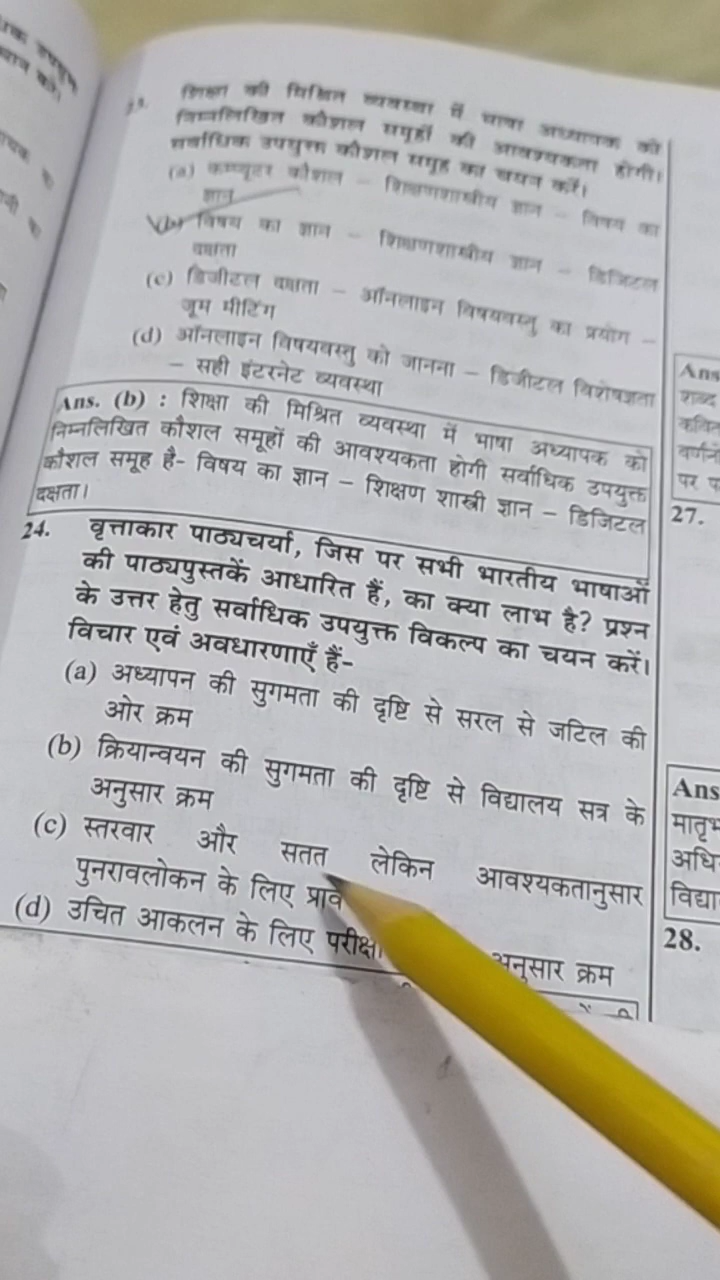 23. शिक्षा की मिश्रित व्यवस्था में भाषा अध्यापक को
निम्नलिखित कौशल समूहों की आवश्यकता होगी।
सर्वाधिक उपयुक्त कौशल समूह का चयन करें।
(a) कम्प्यूटर कौशल – शिक्षणशास्त्रीय ज्ञान – विषय का
ज्ञान
(b) विषय का ज्ञान – शिक्षणशास्त्रीय ज्ञान – डिजिटल
दक्षता
(c) डिजीटल दक्षता – ऑनलाइन विषयवस्तु का प्रयोग –
जूम मीटिंग
(d) ऑनलाइन विषयवस्तु को जानना – डिजीटल विशेषज्ञता
– सही इंटरनेट व्यवस्था
Ans. (b) : शिक्षा की मिश्रित व्यवस्था में भाषा अध्यापक को
निम्नलिखित कौशल समूहों की आवश्यकता होगी सर्वाधिक उपयुक्त
कौशल समूह है- विषय का ज्ञान – शिक्षण शास्त्री ज्ञान – डिजिटल
दक्षता।
24. वृत्ताकार पाठ्यचर्या, जिस पर सभी भारतीय भाषाओं
की पाठ्यपुस्तकें आधारित हैं, का क्या लाभ है? प्रश्न
के उत्तर हेतु सर्वाधिक उपयुक्त विकल्प का चयन करें।
विचार एवं अवधारणाएँ हैं-
(a) अध्यापन की सुगमता की दृष्टि से सरल से जटिल की
ओर क्रम
(b) क्रियान्वयन की सुगमता की दृष्टि से विद्यालय सत्र के
अनुसार क्रम
(c) स्तरवार और सतत लेकिन आवश्यकतानुसार
पुनरावलोकन के लिए
(d) उचित आकलन के लिए अनुसार क्रम
Ans
शब्द
पर
27.
Ans
अधि
विद्या
28.